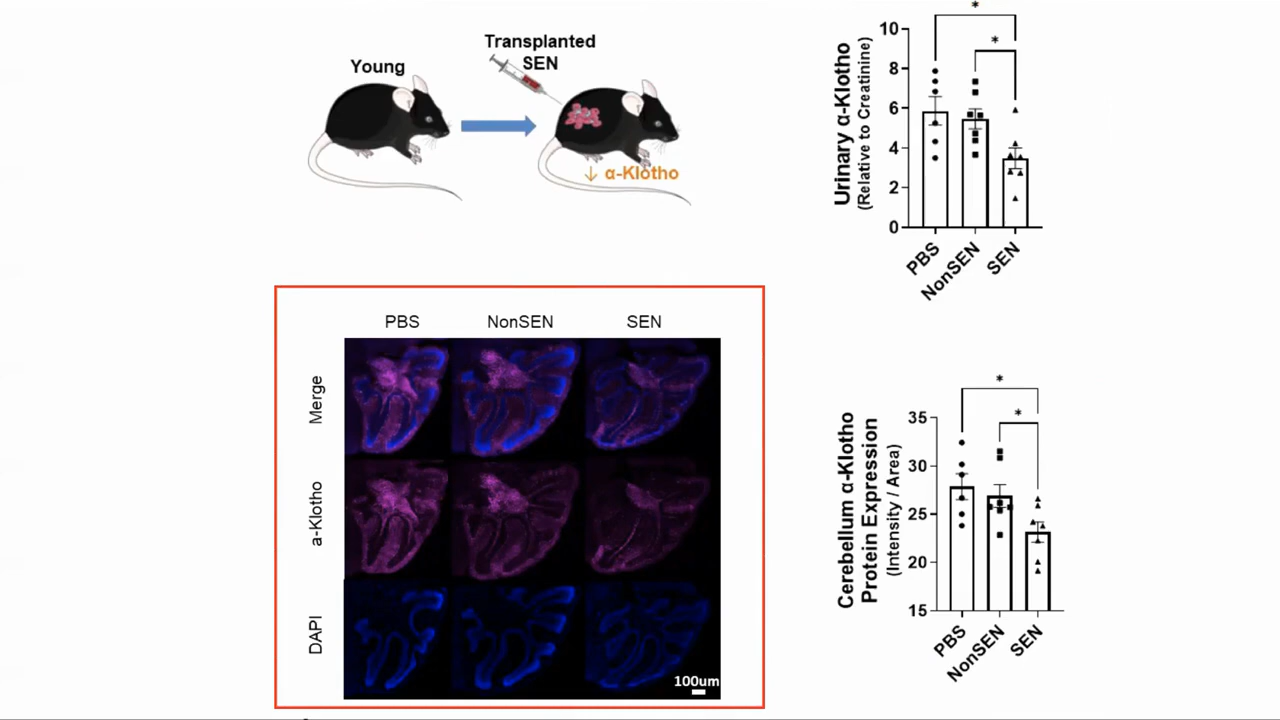 Young
Transplanted
SEN
↓ α-Klotho
*
*
10
8
6
4
2
0
Urinary α-Klotho
(Relative to Creatinine)
PBS
NonSEN
SEN
PBS
NonSEN
SEN
Merge
a-Klotho
DAPI
100um
*
*
35
30
25
20
15
Cerebellum α-Klotho
Protein Expression
(Intensity / Area)
PBS
NonSEN
SEN